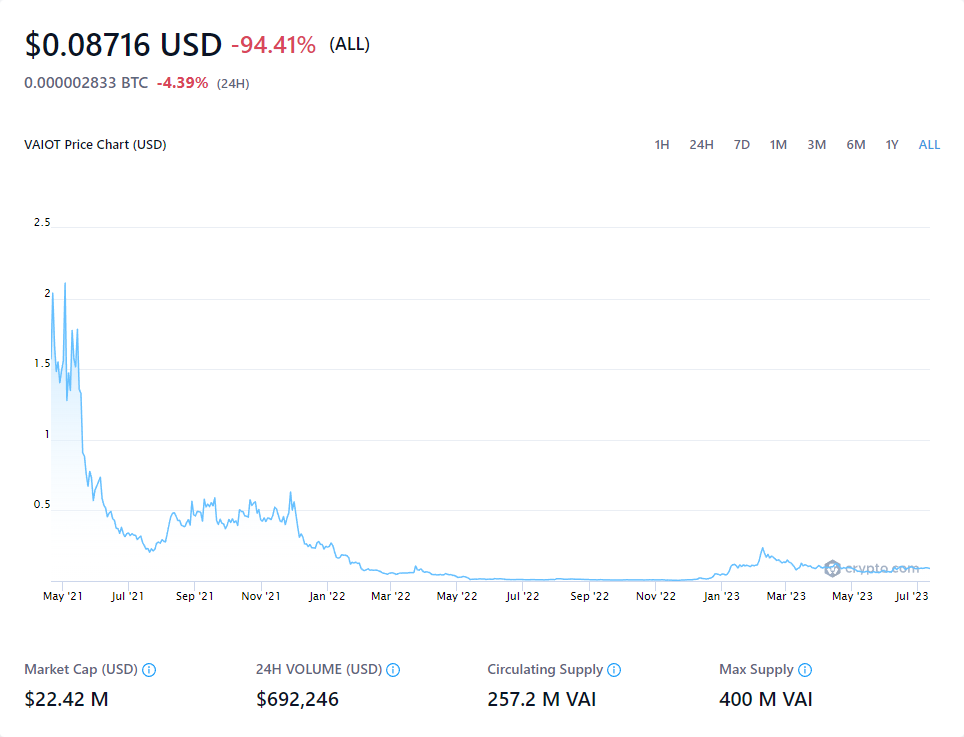 $0.08716 USD -94.41% (ALL)
0.000002833 BTC -4.39% (24H)
VAIOT Price Chart (USD) 1H 24H 7D 1M 3M 6M 1Y ALL
2.5
2
1.5
1
0.5
crypto.com
May '21 Jul '21 Sep '21 Nov '21 Jan '22 Mar '22 May '22 Jul '22 Sep '22 Nov '22 Jan '23 Mar '23 May '23 Jul '23
Market Cap (USD) 24H VOLUME (USD) Circulating Supply Max Supply
$22.42 M $692,246 257.2 M VAI 400 M VAI